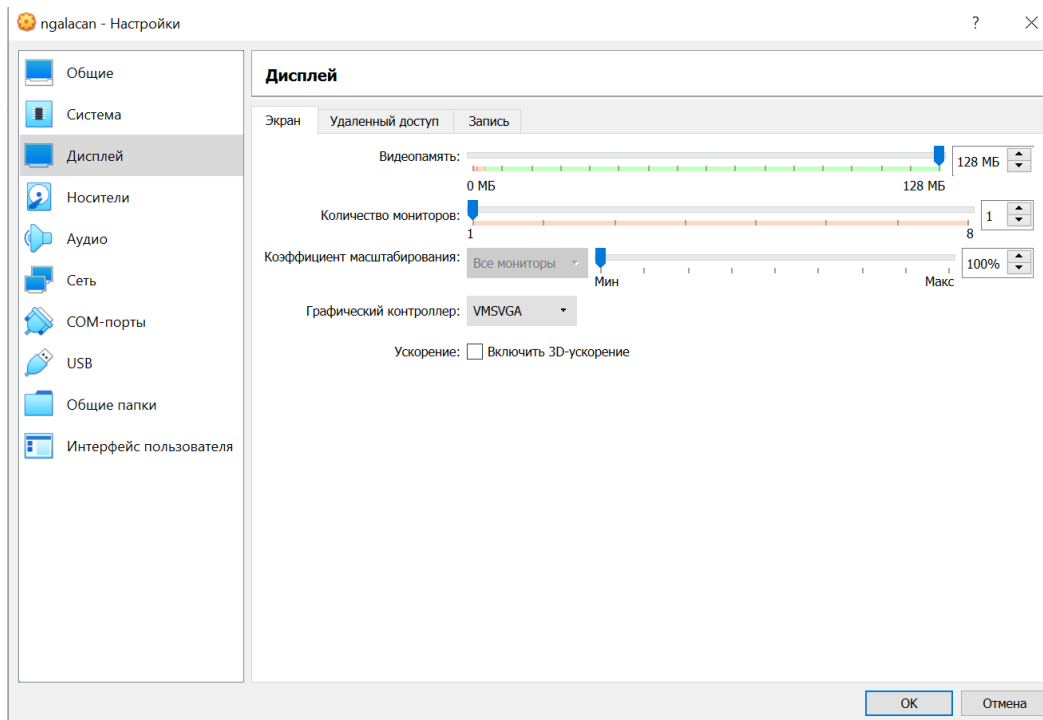 ngalacan - Настройки
?
Общие
Система
Дисплей
Носители
Аудио
Сеть
COM-порты
USB
Общие папки
Интерфейс пользователя
Дисплей
Экран Удаленный доступ Запись
Видеопамять: 128 МБ
0 МБ 128 МБ
Количество мониторов: 1
1 8
Коэффициент масштабирования: Все мониторы 100%
Мин Макс
Графический контроллер: VMSVGA
Ускорение: Включить 3D-ускорение
OK Отмена